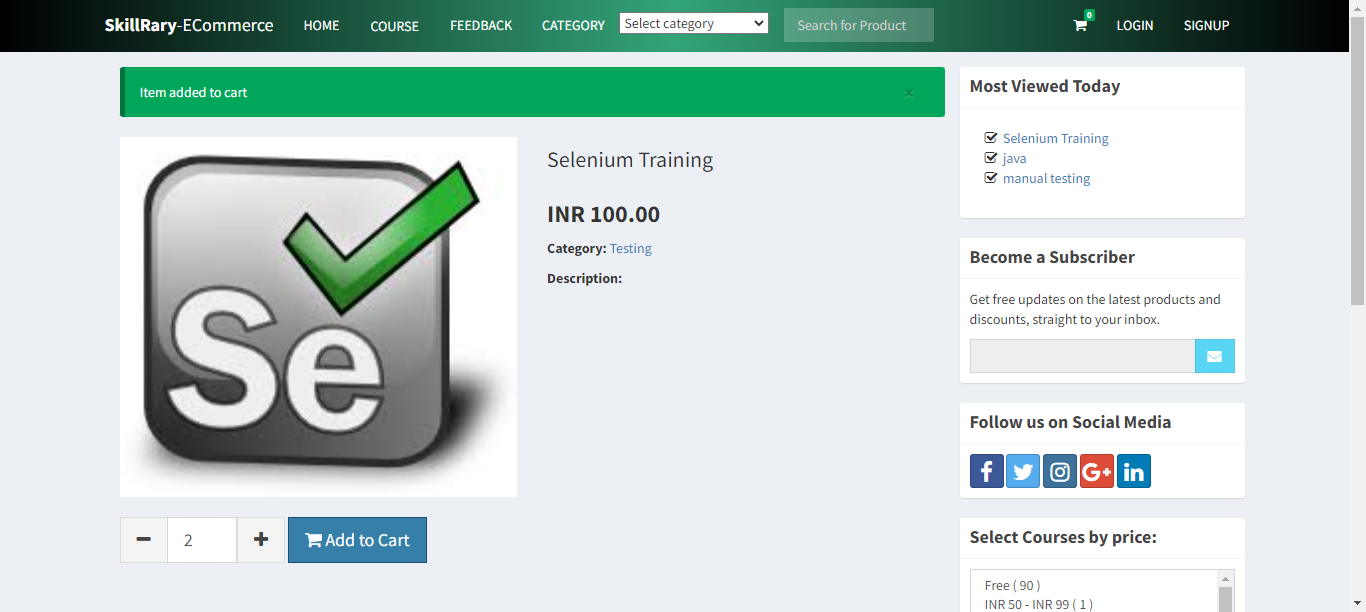 SkillRary-ECommerce HOME COURSE FEEDBACK CATEGORY Select category Search for Product 0 LOGIN SIGNUP
Item added to cart ×
Se
Selenium Training
INR 100.00
Category: Testing
Description:
2 Add to Cart
Most Viewed Today
Selenium Training
java
manual testing
Become a Subscriber
Get free updates on the latest products and
discounts, straight to your inbox.
Follow us on Social Media
f G+ in
Select Courses by price:
Free ( 90 )
INR 50 - INR 99 ( 1 )